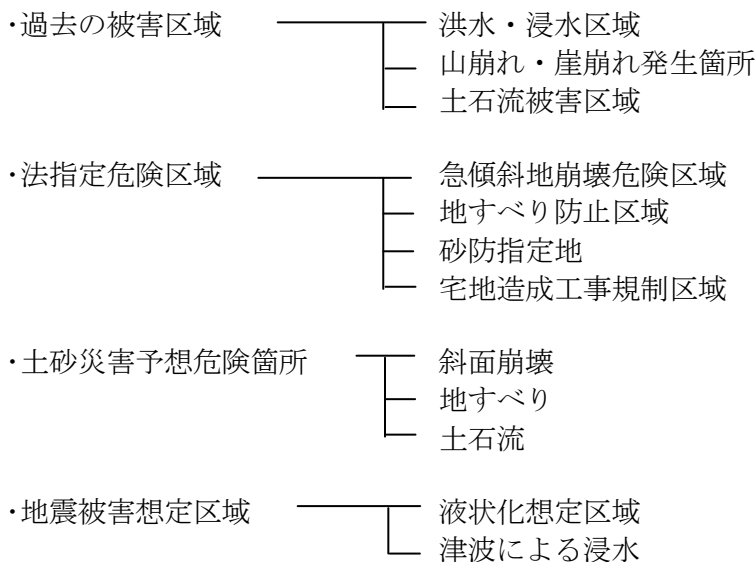 ・過去の被害区域 洪水・浸水区域
山崩れ・崖崩れ発生箇所
土石流被害区域
・法指定危険区域 急傾斜地崩壊危険区域
地すべり防止区域
砂防指定地
宅地造成工事規制区域
・土砂災害予想危険箇所 斜面崩壊
地すべり
土石流
・地震被害想定区域 液状化想定区域
津波による浸水